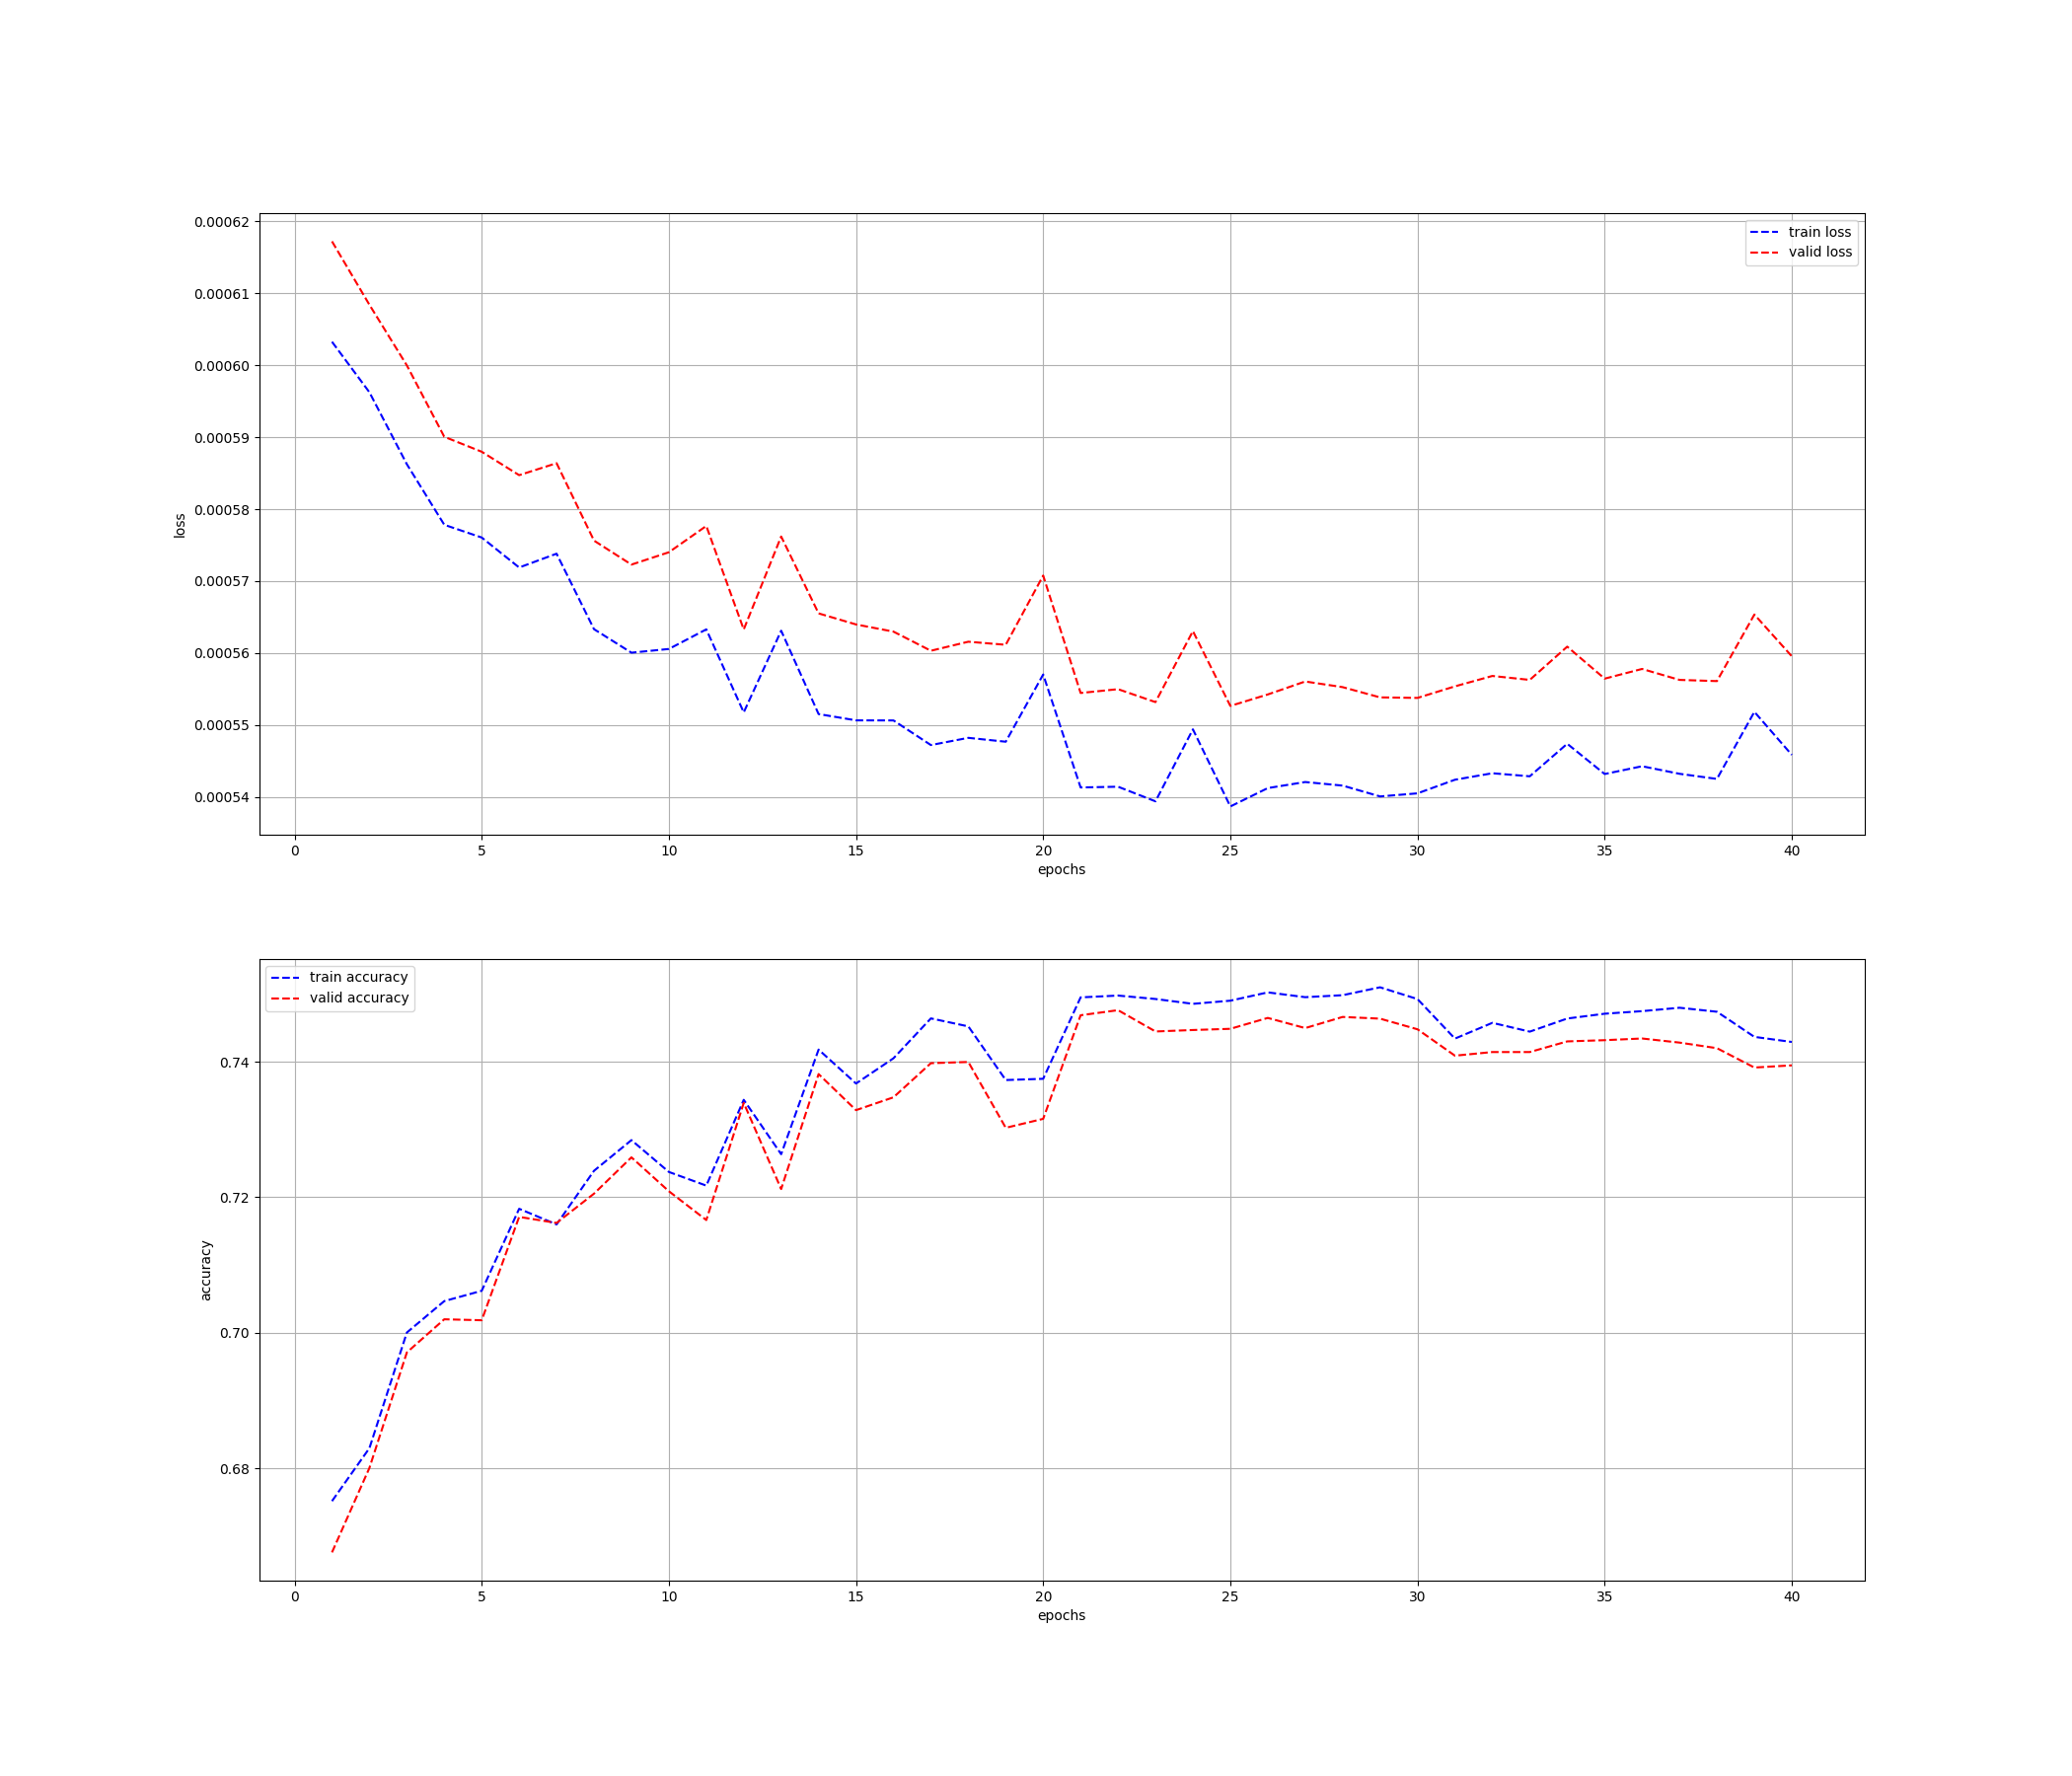 0.00062
0.00061
0.00060
0.00059
0.00058
0.00057
0.00056
0.00055
0.00054
loss
train loss
valid loss
0 5 10 15 20 25 30 35 40
epochs
train accuracy
valid accuracy
0.74
0.72
0.70
0.68
accuracy
0 5 10 15 20 25 30 35 40
epochs